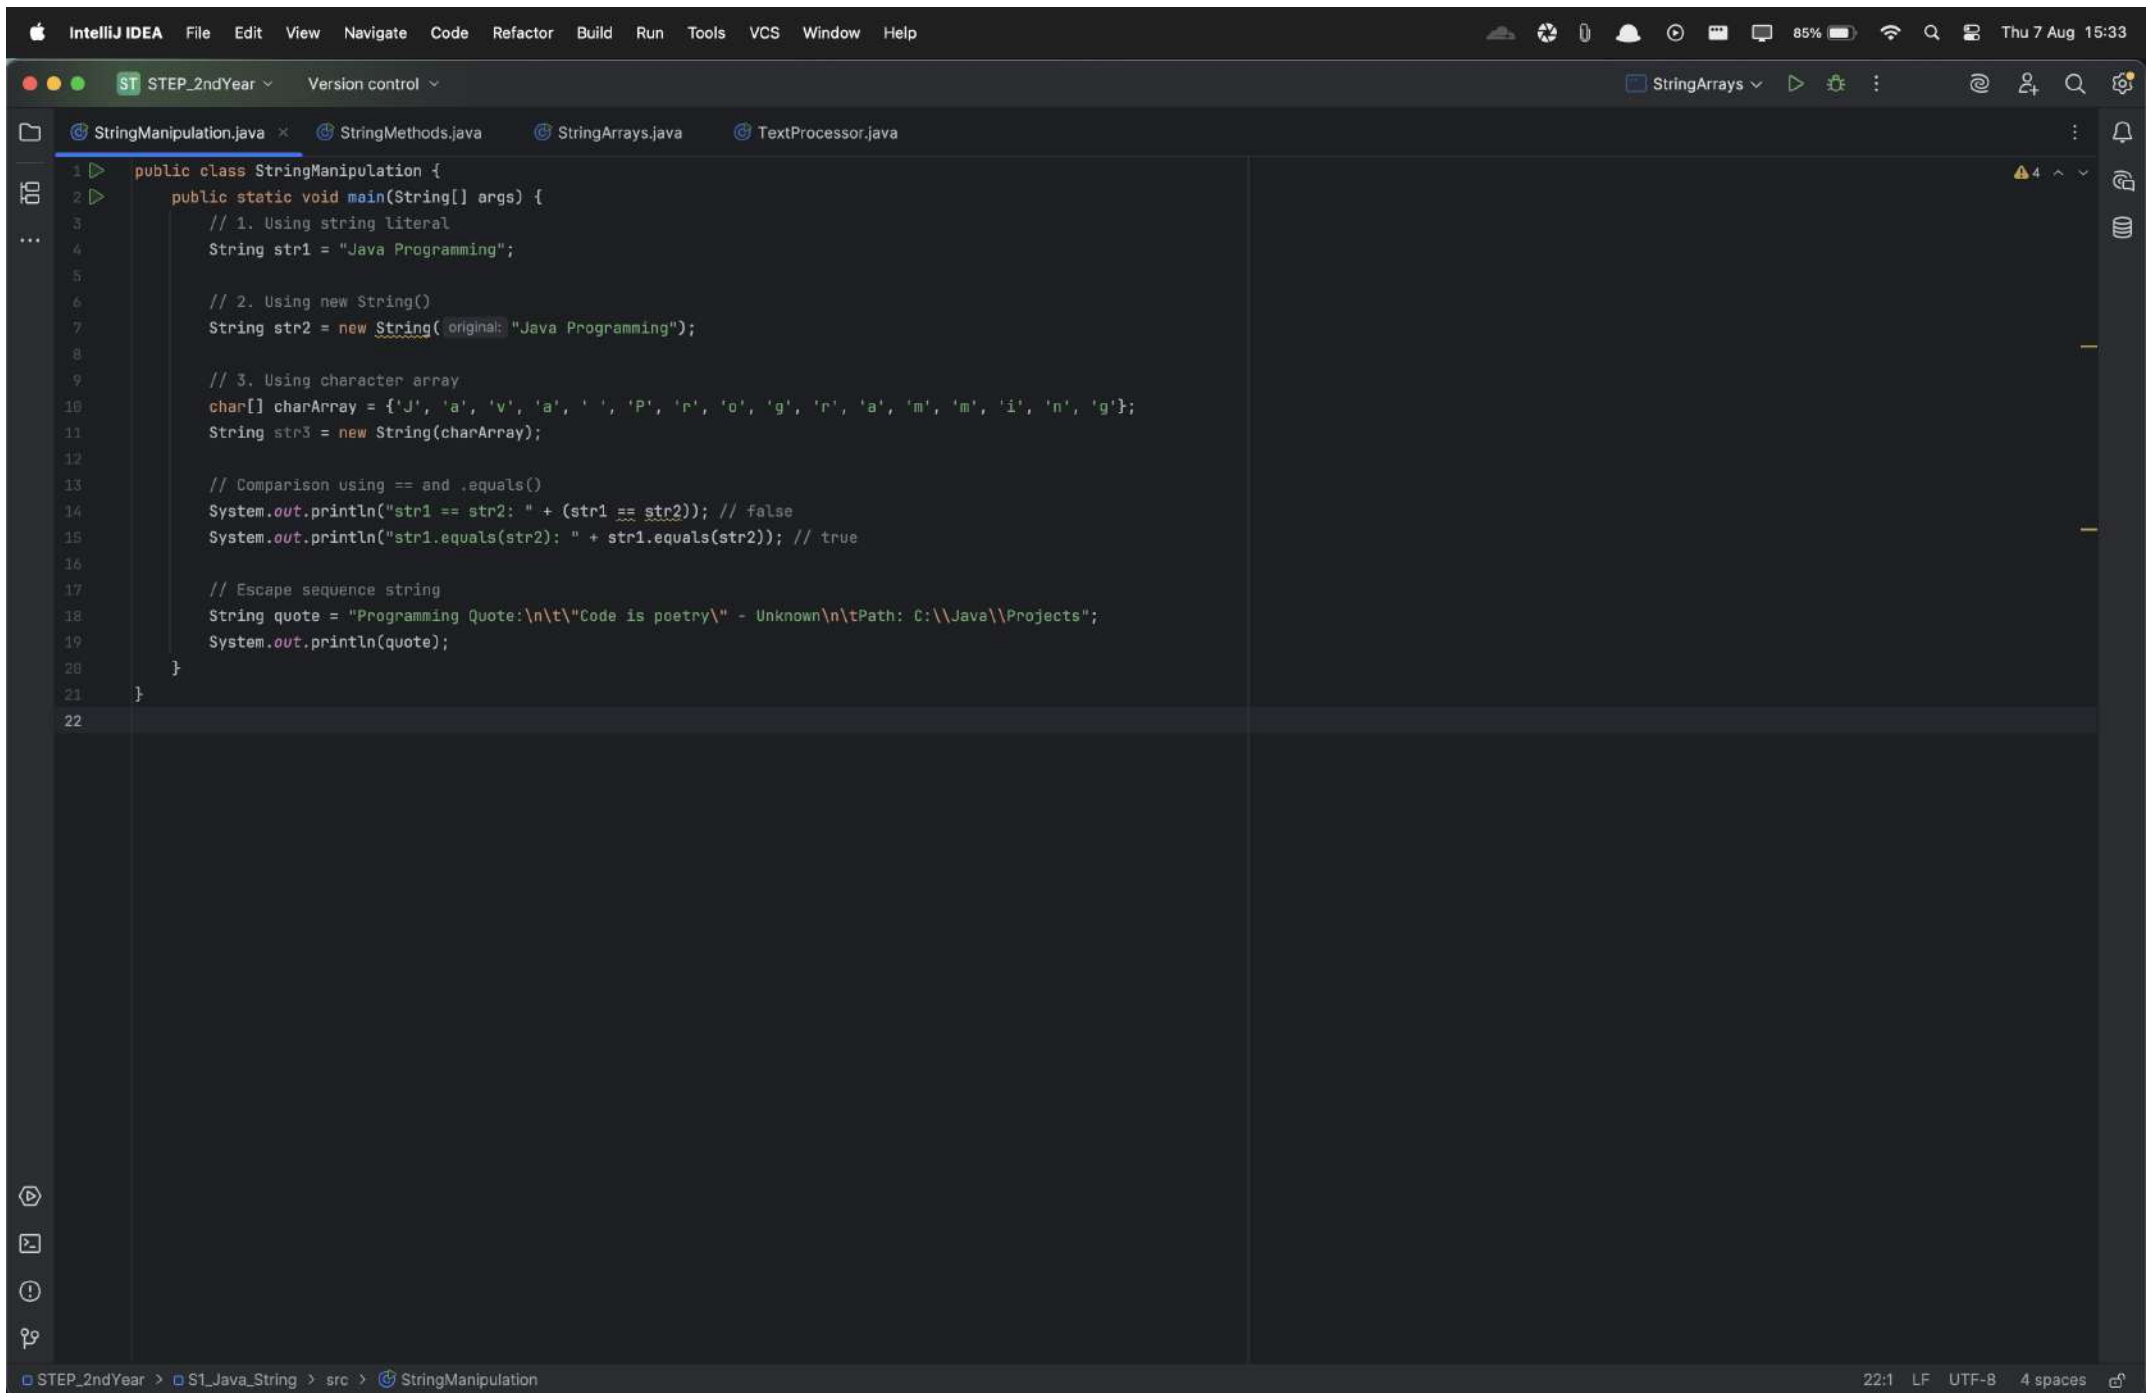 IntelliJ IDEA File Edit View Navigate Code Refactor Build Run Tools VCS Window Help 85% Thu 7 Aug 15:33
ST STEP_2ndYear Version control StringArrays
StringManipulation.java StringMethods.java StringArrays.java TextProcessor.java
1 public class StringManipulation { 4
2 public static void main(String[] args) {
3 // 1. Using string literal
4 String str1 = "Java Programming";
5
6 // 2. Using new String()
7 String str2 = new String( original: "Java Programming");
8
9 // 3. Using character array
10 char[] charArray = {'J', 'a', 'v', 'a', ' ', 'P', 'r', 'o', 'g', 'r', 'a', 'm', 'm', 'i', 'n', 'g'};
11 String str3 = new String(charArray);
12
13 // Comparison using == and .equals()
14 System.out.println("str1 == str2: " + (str1 == str2)); // false
15 System.out.println("str1.equals(str2): " + str1.equals(str2)); // true
16
17 // Escape sequence string
18 String quote = "Programming Quote:\n\t\"Code is poetry\" - Unknown\n\tPath: C:\\Java\\Projects";
19 System.out.println(quote);
20 }
21 }
22
STEP_2ndYear > S1_Java_String > src > StringManipulation 22:1 LF UTF-8 4 spaces